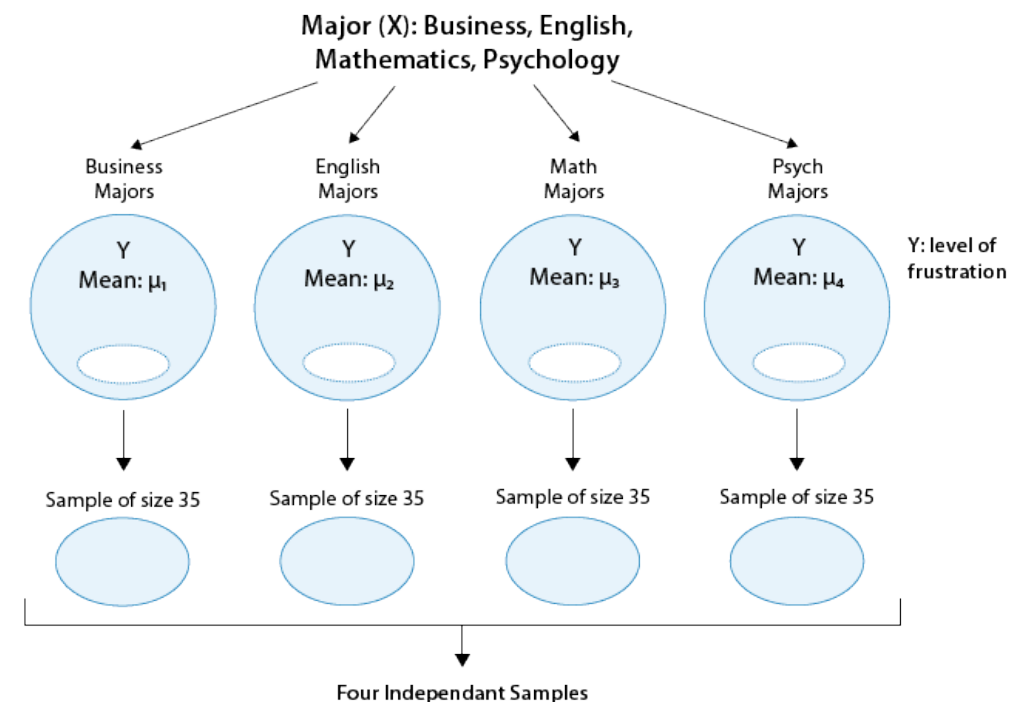 Major (X): Business, English,
Mathematics, Psychology
Business
Majors
English
Majors
Math
Majors
Psych
Majors
Y
Mean: μ₁
Y
Mean: μ₂
Y
Mean: μ₃
Y
Mean: μ₄
Y: level of
frustration
Sample of size 35
Sample of size 35
Sample of size 35
Sample of size 35
Four Independant Samples